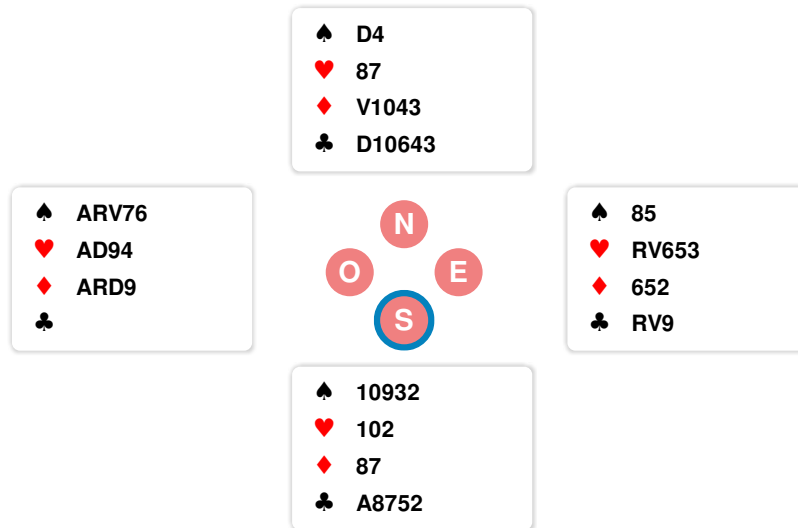 ♠ D4
♥ 87
♦ V1043
♣ D10643
♠ ARV76
♥ AD94
♦ ARD9
♣
N
O E
S
♠ 85
♥ RV653
♦ 652
♣ RV9
♠ 10932
♥ 102
♦ 87
♣ A8752